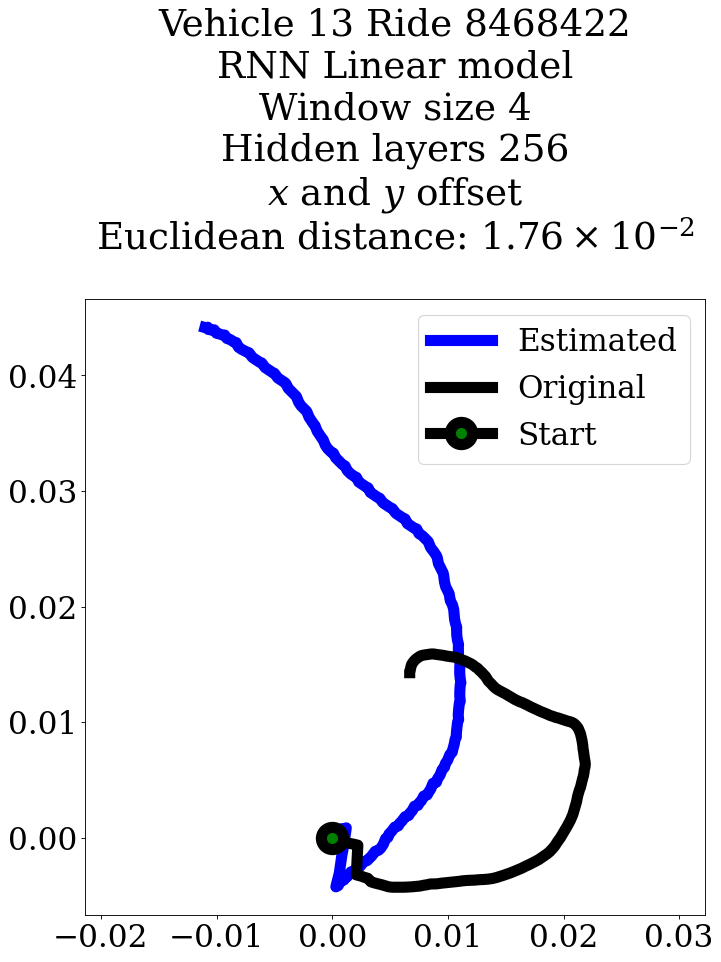 Vehicle 13 Ride 8468422
RNN Linear model
Window size 4
Hidden layers 256
x and y offset
Euclidean distance: 1.76 × 10⁻²
Estimated
Original
Start
0.04
0.03
0.02
0.01
0.00
−0.02 −0.01 0.00 0.01 0.02 0.03